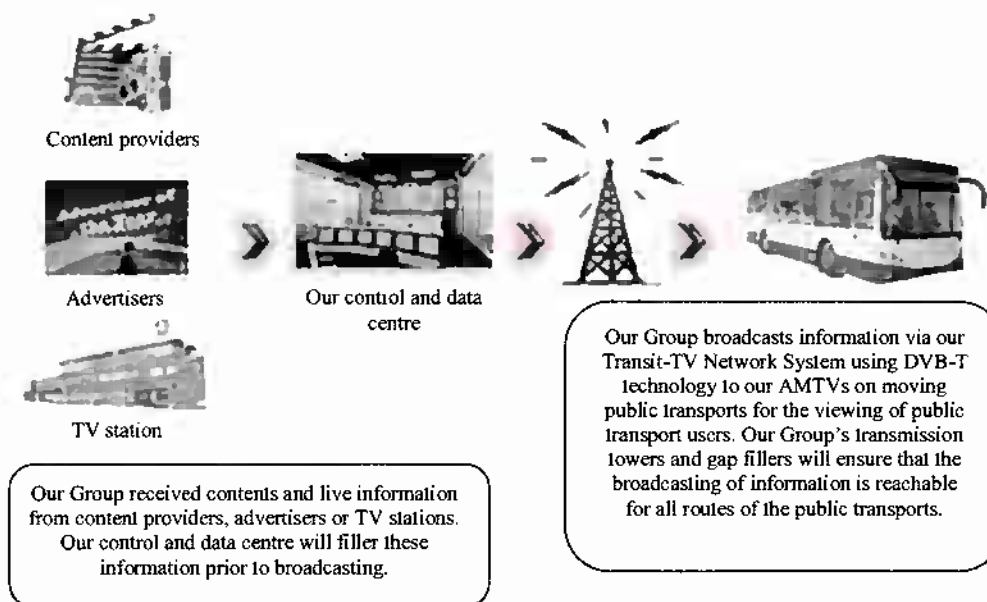 Content providers
Advertisers
TV station
Our control and data
centre
Our Group received contents and live information
from content providers, advertisers or TV stations.
Our control and data centre will filler these
information prior to broadcasting.
Our Group broadcasts information via our
Transit-TV Network System using DVB-T
technology to our AMTVs on moving
public transports for the viewing of public
transport users. Our Group's transmission
towers and gap fillers will ensure that the
broadcasting of information is reachable
for all routes of the public transports.